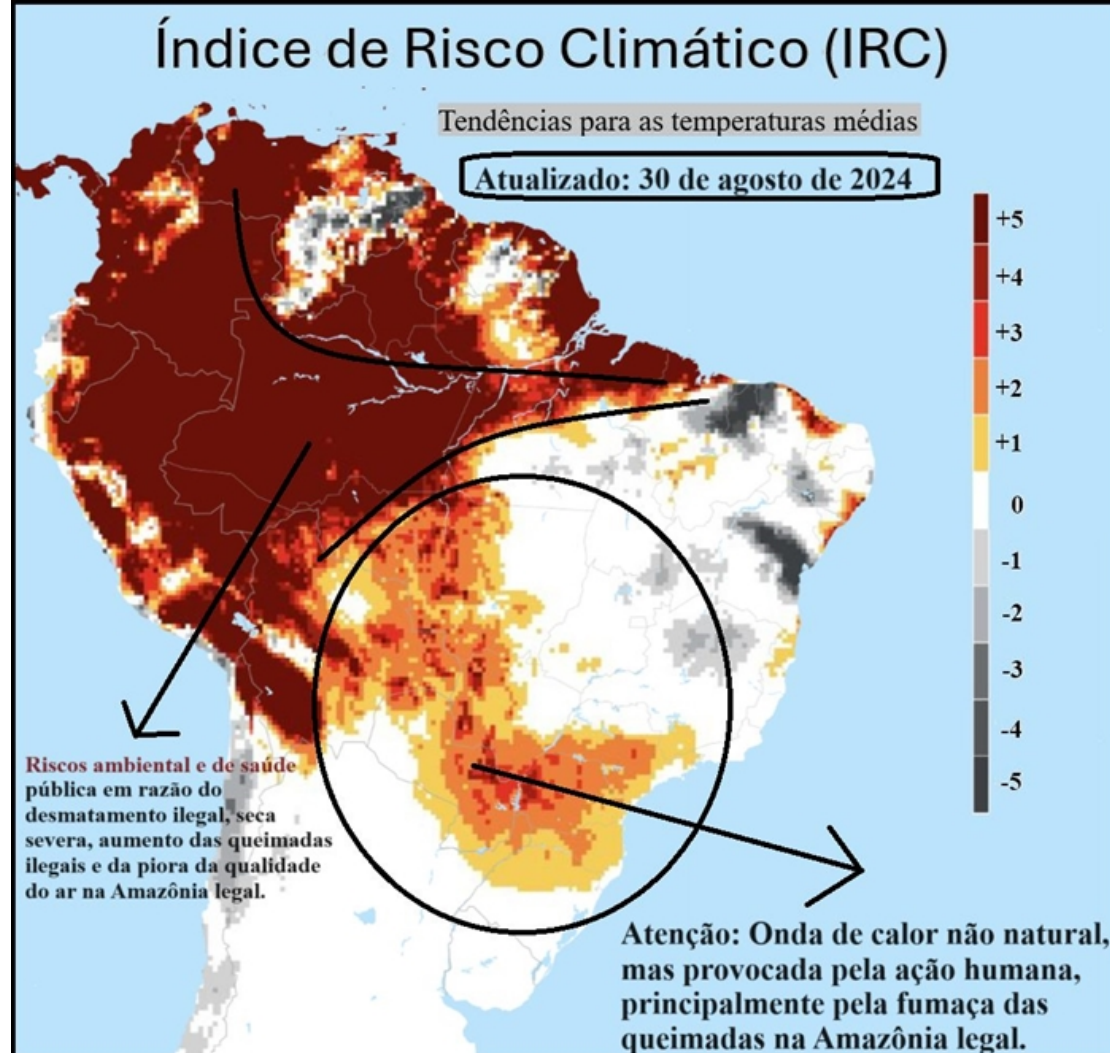 Índice de Risco Climático (IRC)
Tendências para as temperaturas médias
Atualizado: 30 de agosto de 2024
+5
+4
+3
+2
+1
0
-1
-2
-3
-4
-5
Riscos ambiental e de saúde
pública em razão do
desmatamento ilegal, seca
severa, aumento das queimadas
ilegais e da piora da qualidade
do ar na Amazônia legal.
Atenção: Onda de calor não natural,
mas provocada pela ação humana,
principalmente pela fumaça das
queimadas na Amazônia legal.